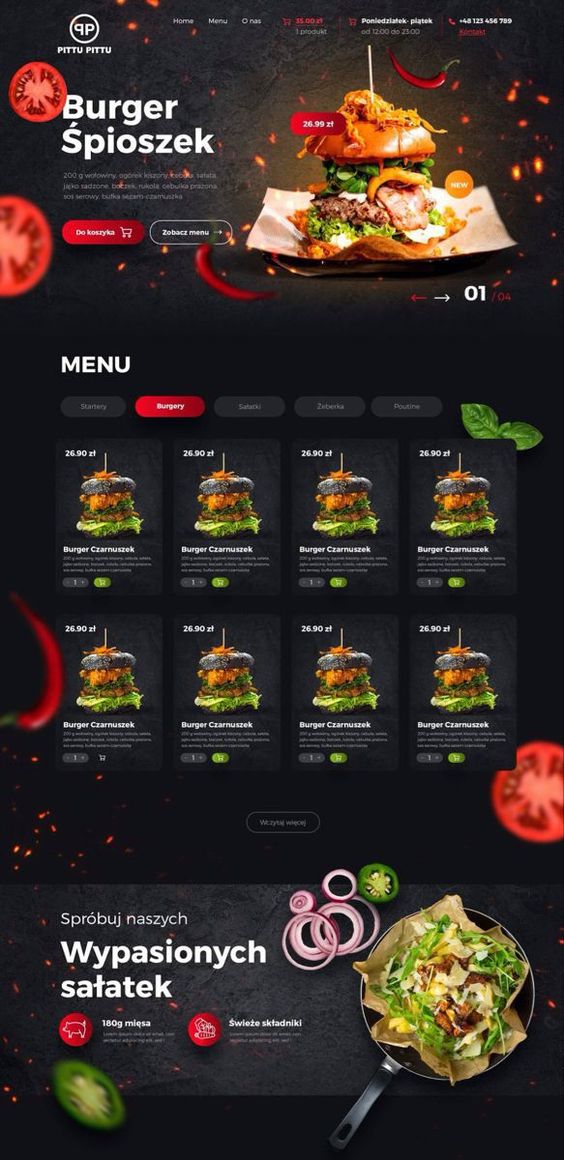 PITTU PITTU
Home Menu O nas
35.00 zł
1 produkt
Poniedziałek- piątek
od 12:00 do 23:00
+48 123 456 789
Kontakt
Burger
Śpioszek
200 g wołowiny, ogórek kiszony, cebula, sałata,
jajko sadzone, boczek, rukola, cebulka prażona,
sos serowy, bułka sezam-czarnuszka
Do koszyka
Zobacz menu
26.99 zł
NEW
01 / 04
MENU
Startery Burgery Sałatki Żeberka Poutine
26.90 zł 26.90 zł 26.90 zł 26.90 zł
Burger Czarnuszek Burger Czarnuszek Burger Czarnuszek Burger Czarnuszek
200 g wołowiny, ogórek kiszony, cebula, sałata, 200 g wołowiny, ogórek kiszony, cebula, sałata, 200 g wołowiny, ogórek kiszony, cebula, sałata, 200 g wołowiny, ogórek kiszony, cebula, sałata,
jajko sadzone, boczek, rukola, cebulka prażona, jajko sadzone, boczek, rukola, cebulka prażona, jajko sadzone, boczek, rukola, cebulka prażona, jajko sadzone, boczek, rukola, cebulka prażona,
sos serowy, bułka sezam-czarnuszka sos serowy, bułka sezam-czarnuszka sos serowy, bułka sezam-czarnuszka sos serowy, bułka sezam-czarnuszka
- 1 + - 1 + - 1 + - 1 +
26.90 zł 26.90 zł 26.90 zł 26.90 zł
Burger Czarnuszek Burger Czarnuszek Burger Czarnuszek Burger Czarnuszek
200 g wołowiny, ogórek kiszony, cebula, sałata, 200 g wołowiny, ogórek kiszony, cebula, sałata, 200 g wołowiny, ogórek kiszony, cebula, sałata, 200 g wołowiny, ogórek kiszony, cebula, sałata,
jajko sadzone, boczek, rukola, cebulka prażona, jajko sadzone, boczek, rukola, cebulka prażona, jajko sadzone, boczek, rukola, cebulka prażona, jajko sadzone, boczek, rukola, cebulka prażona,
sos serowy, bułka sezam-czarnuszka sos serowy, bułka sezam-czarnuszka sos serowy, bułka sezam-czarnuszka sos serowy, bułka sezam-czarnuszka
- 1 + - 1 + - 1 + - 1 +
Wczytaj więcej
Spróbuj naszych
Wypasionych
sałatek
180g mięsa
Lorem ipsum dolor sit amet, con
sectetur adipiscing elit, sed i
Świeże składniki
Lorem ipsum dolor sit amet, con
sectetur adipiscing elit, sed i